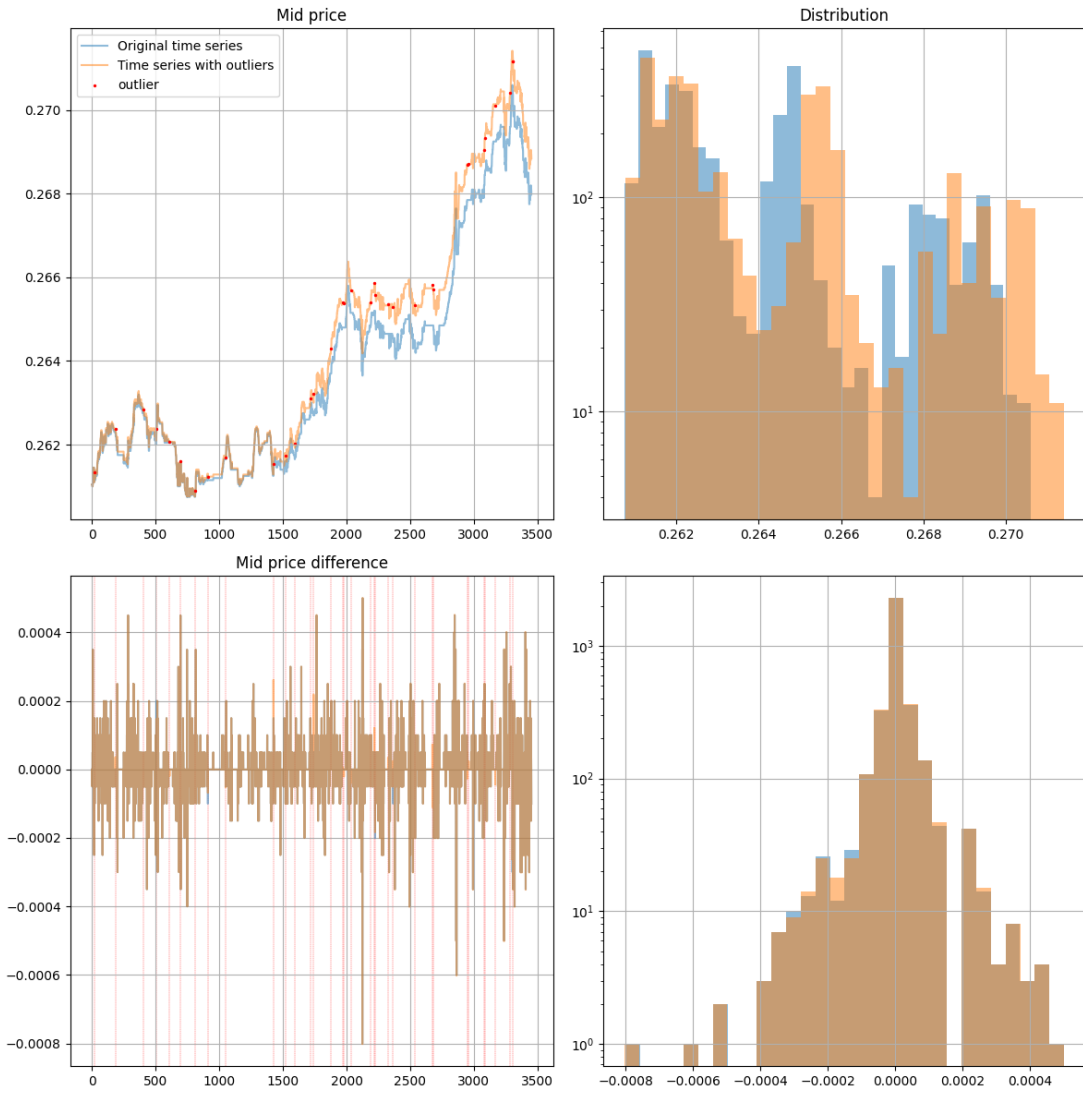 Mid price
Distribution
Original time series
Time series with outliers
outlier
0.270
0.268
0.266
0.264
0.262
0 500 1000 1500 2000 2500 3000 3500
10²
10¹
0.262 0.264 0.266 0.268 0.270
Mid price difference
0.0004
0.0002
0.0000
−0.0002
−0.0004
−0.0006
−0.0008
0 500 1000 1500 2000 2500 3000 3500
10³
10²
10¹
10⁰
−0.0008 −0.0006 −0.0004 −0.0002 0.0000 0.0002 0.0004